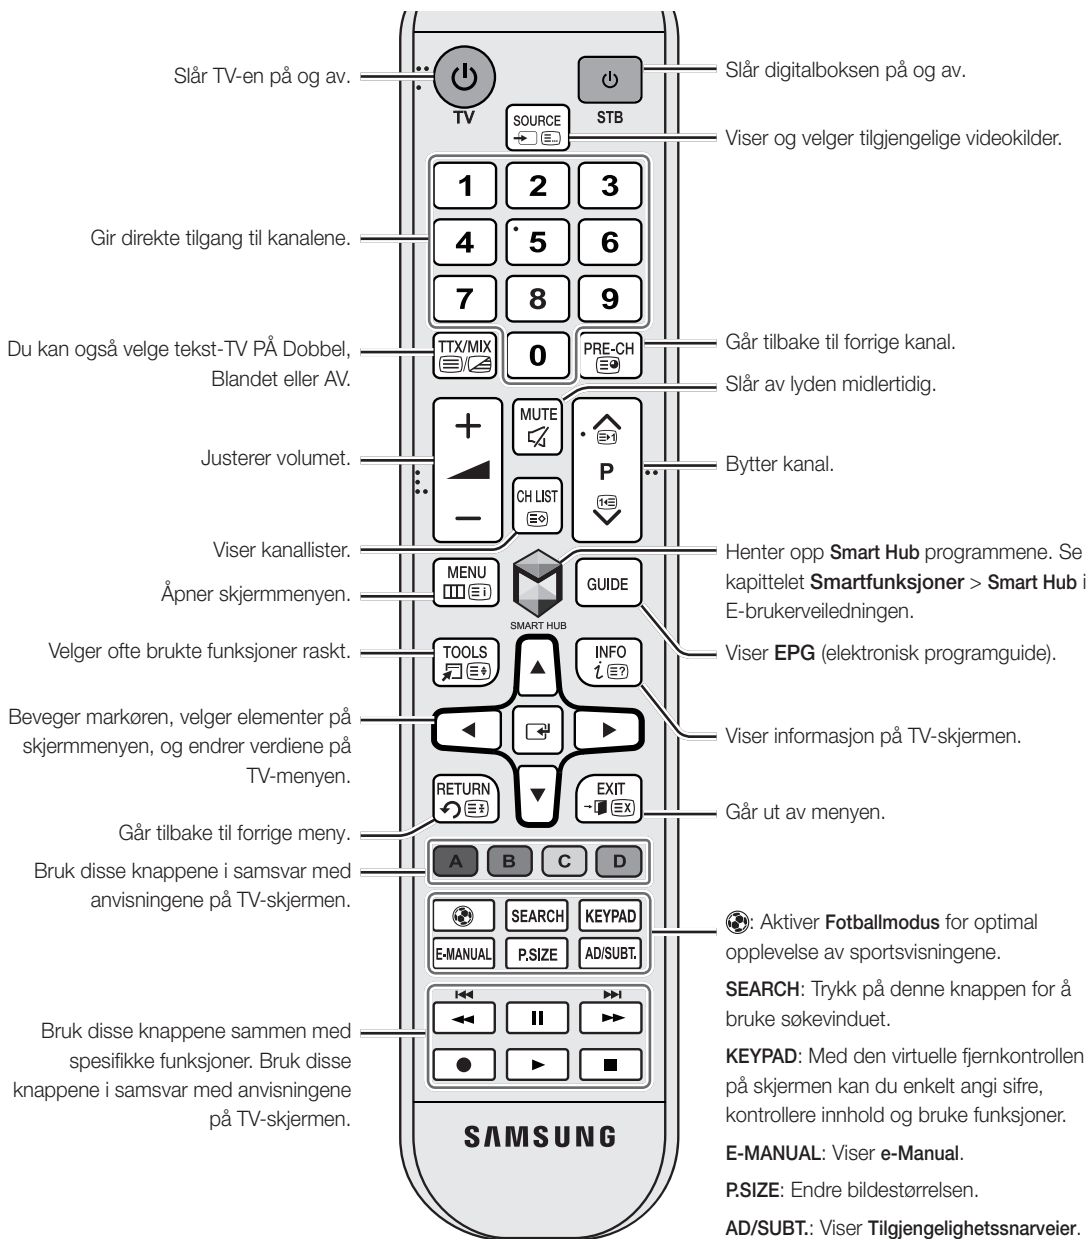 Slår TV-en på og av.
Slår digitalboksen på og av.
TV
STB
SOURCE
Viser og velger tilgjengelige videokilder.
1 2 3
Gir direkte tilgang til kanalene.
4 5 6
7 8 9
Du kan også velge tekst-TV PÅ Dobbel,
Blandet eller AV.
TTX/MIX
0
PRE-CH
Går tilbake til forrige kanal.
Slår av lyden midlertidig.
MUTE
Justerer volumet.
+
−
P
Bytter kanal.
CH LIST
Viser kanallister.
Henter opp Smart Hub programmene. Se
kapittelet Smartfunksjoner > Smart Hub i
E-brukerveiledningen.
MENU
Åpner skjermmenyen.
SMART HUB
GUIDE
Velger ofte brukte funksjoner raskt.
TOOLS
INFO
Viser EPG (elektronisk programguide).
Beveger markøren, velger elementer på
skjermmenyen, og endrer verdiene på
TV-menyen.
Viser informasjon på TV-skjermen.
RETURN
EXIT
Går tilbake til forrige meny.
Går ut av menyen.
Bruk disse knappene i samsvar med
anvisningene på TV-skjermen.
A B C D
SEARCH KEYPAD
E-MANUAL P.SIZE AD/SUBT.
: Aktiver Fotballmodus for optimal
opplevelse av sportsvisningene.
SEARCH: Trykk på denne knappen for å
bruke søkevinduet.
KEYPAD: Med den virtuelle fjernkontrollen
på skjermen kan du enkelt angi sifre,
kontrollere innhold og bruke funksjoner.
E-MANUAL: Viser e-Manual.
P.SIZE: Endre bildestørrelsen.
AD/SUBT.: Viser Tilgjengelighetssnarveier.
Bruk disse knappene sammen med
spesifikke funksjoner. Bruk disse
knappene i samsvar med anvisningene
på TV-skjermen.
SAMSUNG